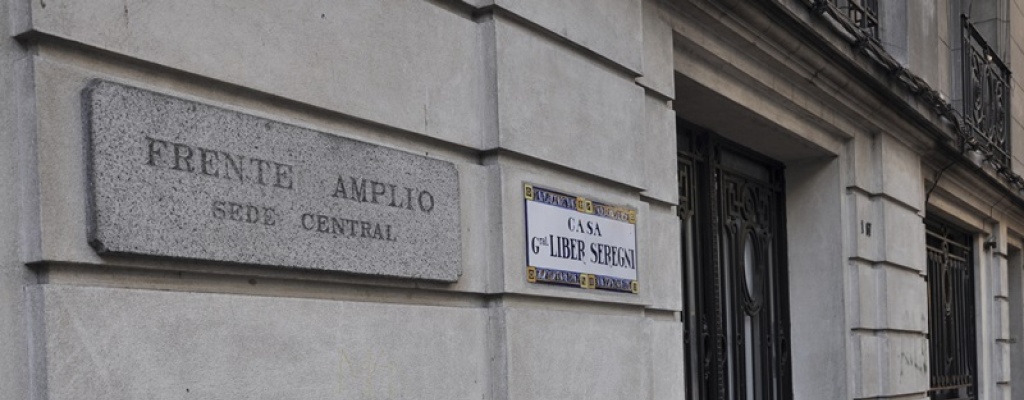 FRENTE AMPLIO
SEDE CENTRAL
CASA
Gral. LIBER SEREGNI